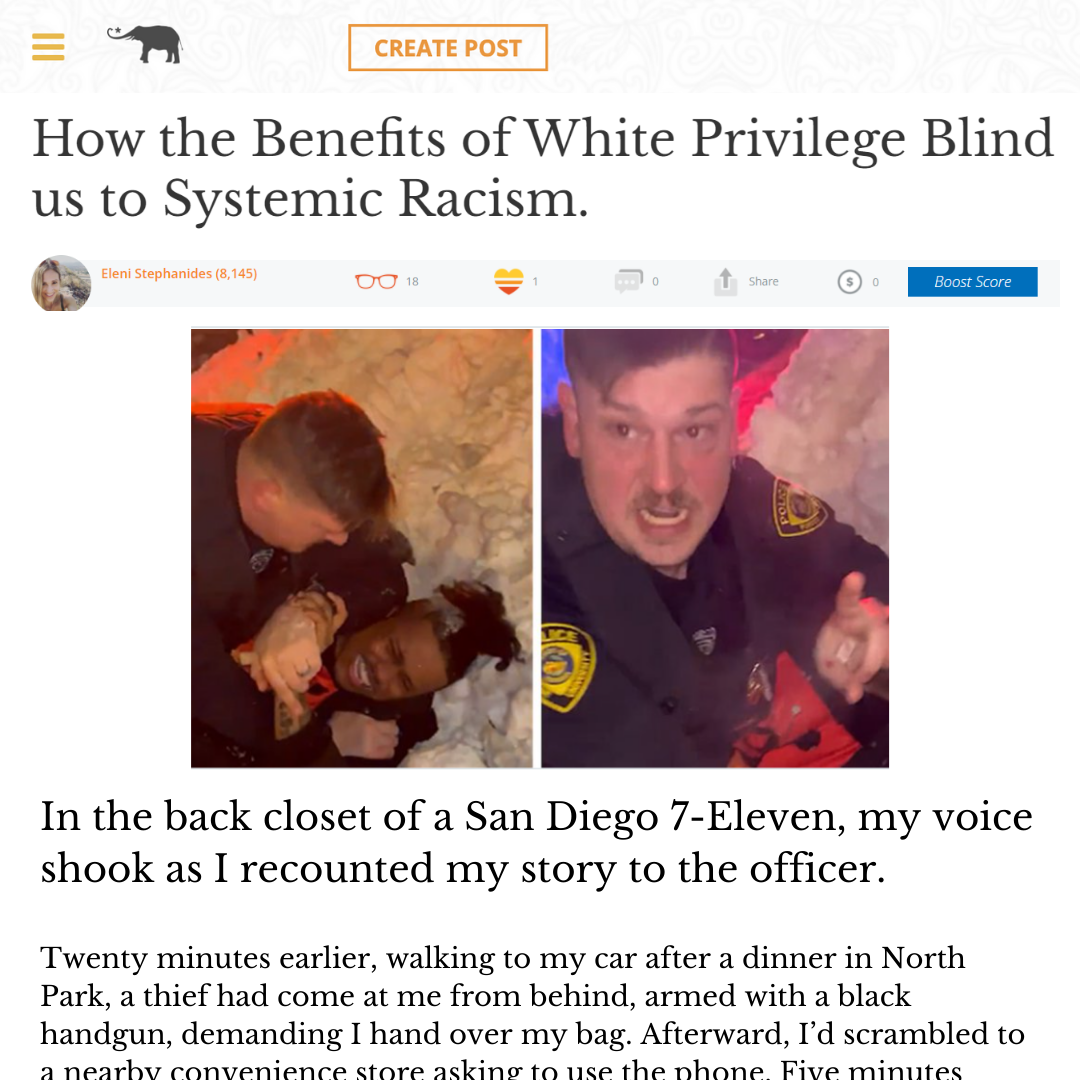 CREATE POST
How the Benefits of White Privilege Blind
us to Systemic Racism.
Eleni Stephanides (8,145)
18
1
0
Share
$
0
Boost Score
POLICE
LICE
In the back closet of a San Diego 7-Eleven, my voice
shook as I recounted my story to the officer.
Twenty minutes earlier, walking to my car after a dinner in North
Park, a thief had come at me from behind, armed with a black
handgun, demanding I hand over my bag. Afterward, I’d scrambled to
a nearby convenience store asking to use the phone. Five minutes